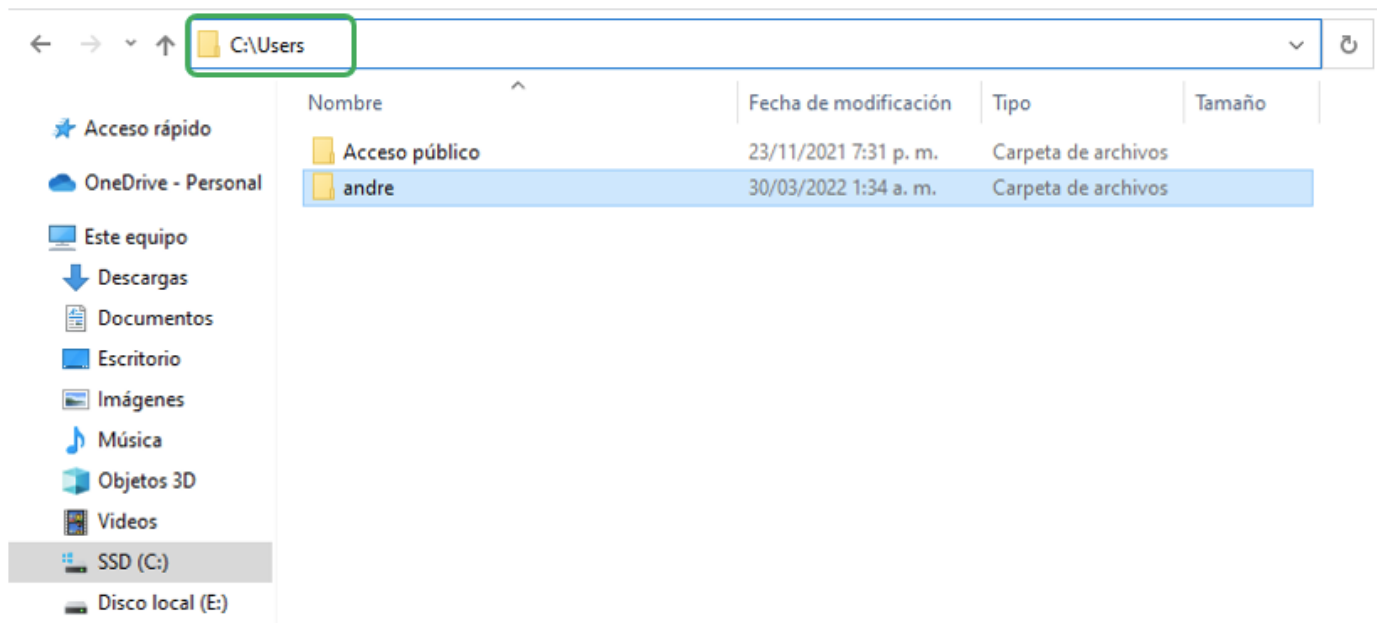 C:\Users
Nombre Fecha de modificación Tipo Tamaño
Acceso público 23/11/2021 7:31 p. m. Carpeta de archivos
andre 30/03/2022 1:34 a. m. Carpeta de archivos
Acceso rápido
OneDrive - Personal
Este equipo
Descargas
Documentos
Escritorio
Imágenes
Música
Objetos 3D
Videos
SSD (C:)
Disco local (E:)